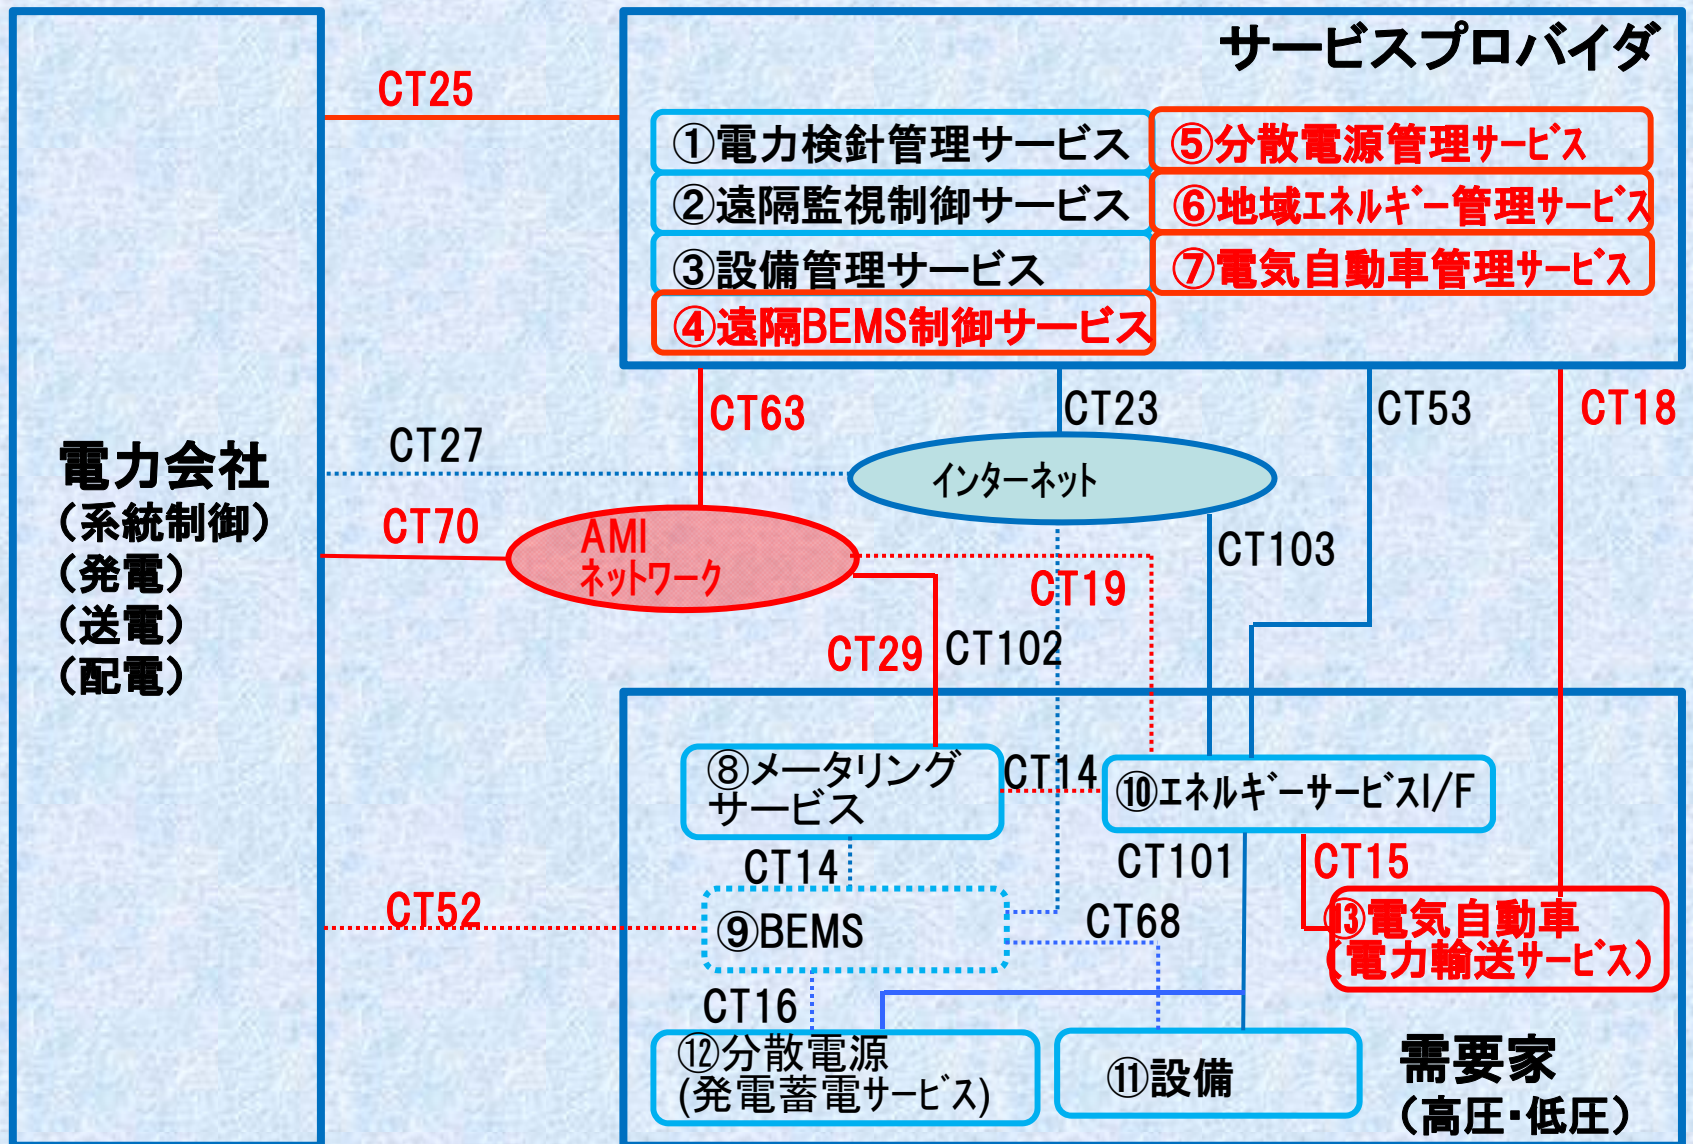 サービスプロバイダ
CT25
①電力検針管理サービス
⑤分散電源管理サービス
②遠隔監視制御サービス
⑥地域エネルギー管理サービス
③設備管理サービス
⑦電気自動車管理サービス
④遠隔BEMS制御サービス
CT63
CT23
CT53
CT18
CT27
電力会社
(系統制御)
(発電)
(送電)
(配電)
インターネット
CT70
AMI
ネットワーク
CT103
CT19
CT29
CT102
⑧メータリング
サービス
CT14
⑩エネルギーサービスI/F
CT14
CT101
CT15
CT52
⑨BEMS
CT68
⑬電気自動車
(電力輸送サービス)
CT16
⑫分散電源
(発電蓄電サービス)
⑪設備
需要家
(高圧・低圧)